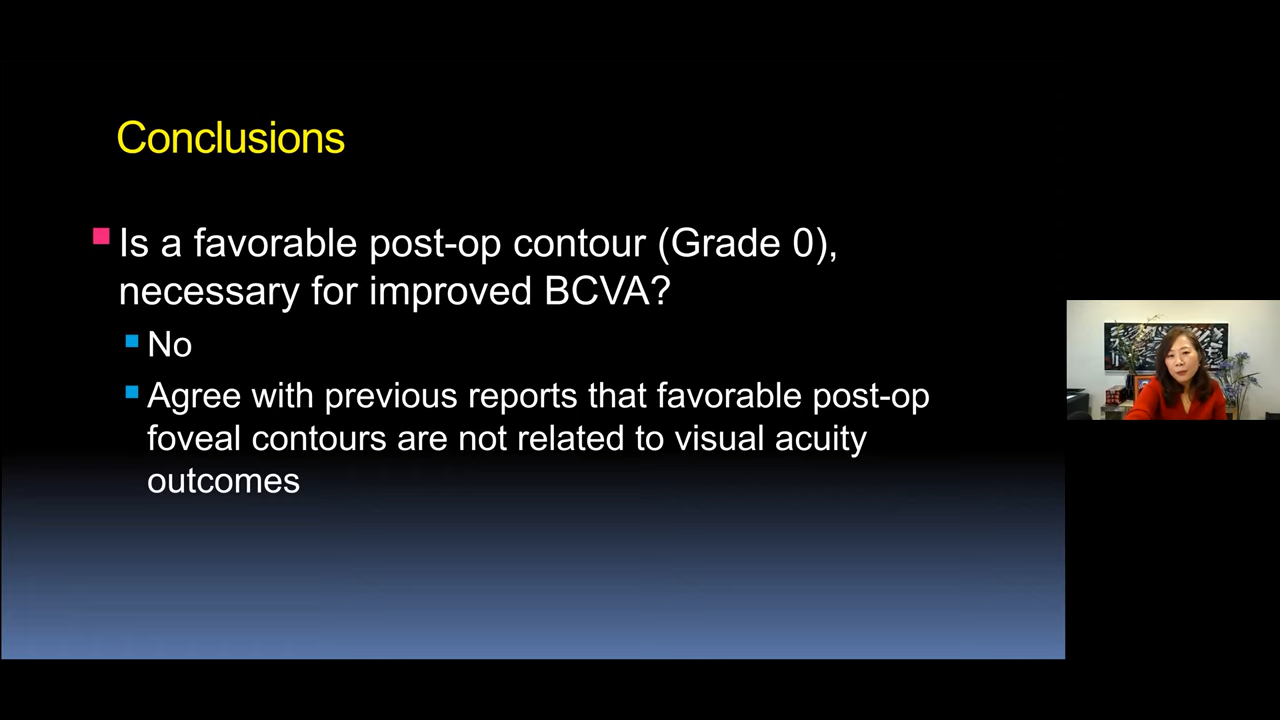 Conclusions
Is a favorable post-op contour (Grade 0),
necessary for improved BCVA?
No
Agree with previous reports that favorable post-op
foveal contours are not related to visual acuity
outcomes